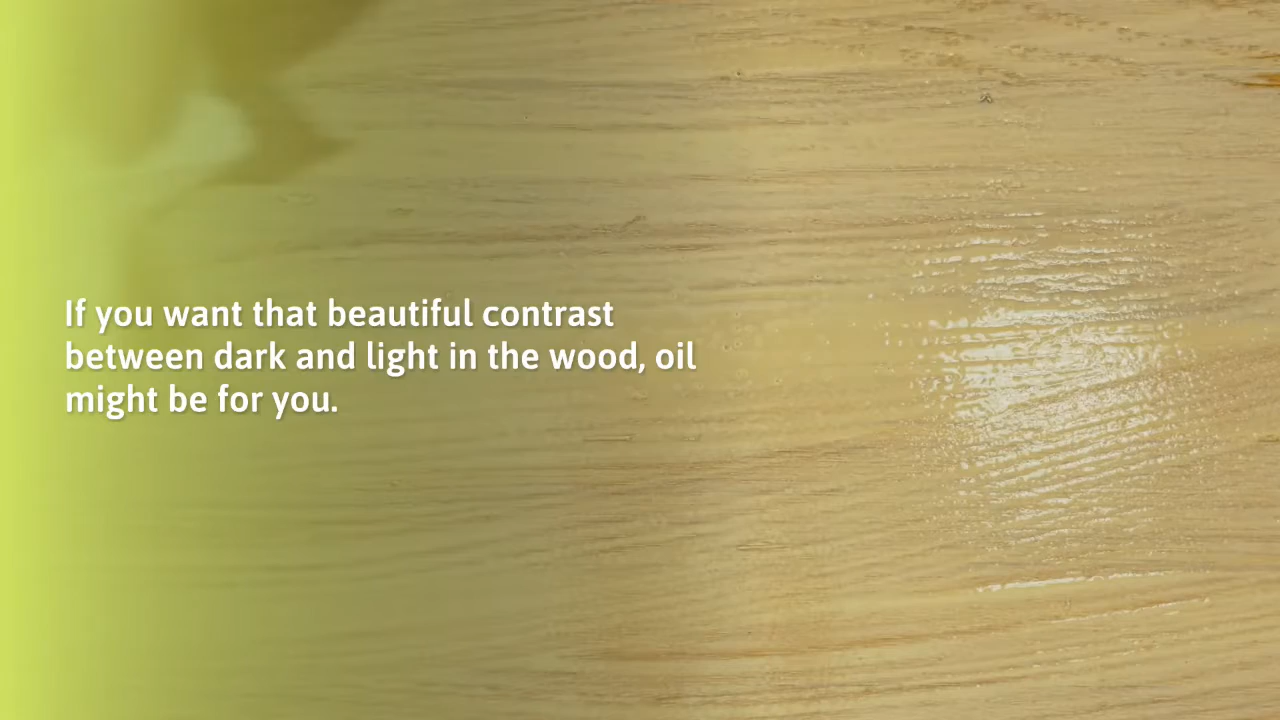 If you want that beautiful contrast
between dark and light in the wood, oil
might be for you.